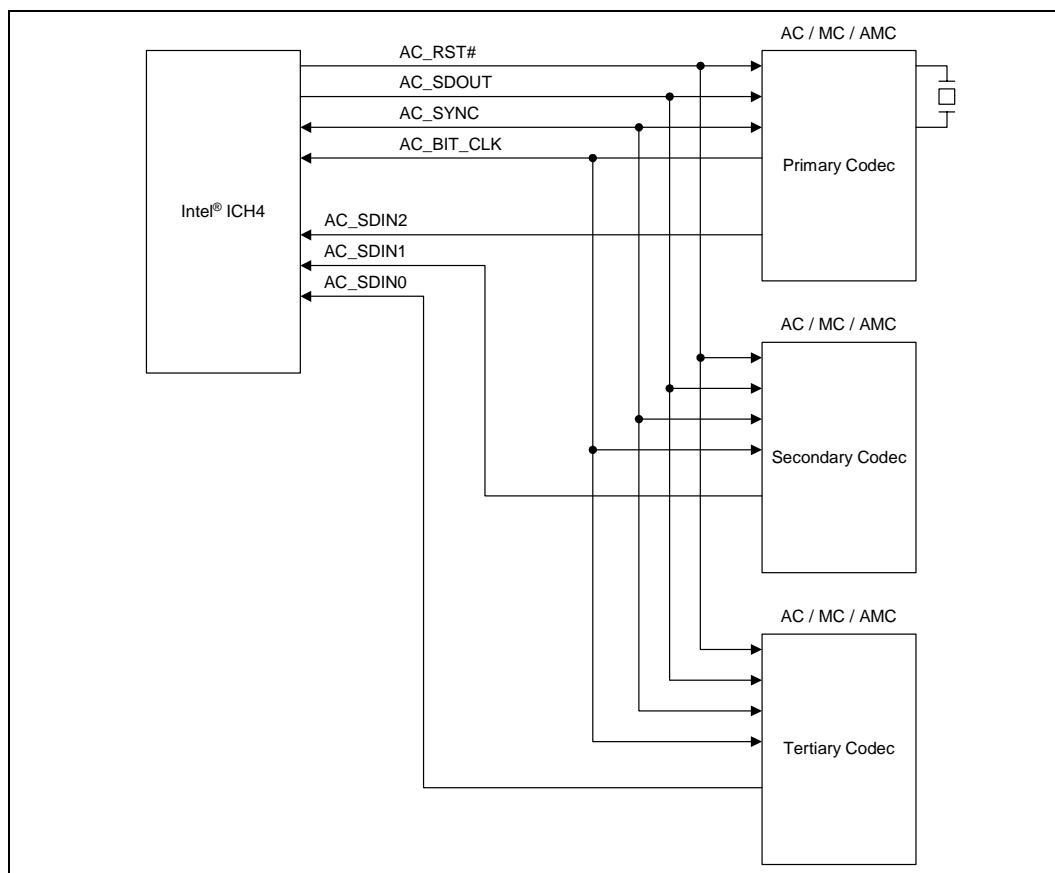 AC / MC / AMC
AC_RST#
AC_SDOUT
AC_SYNC
AC_BIT_CLK
Primary Codec
Intel® ICH4
AC_SDIN2
AC_SDIN1
AC_SDIN0
AC / MC / AMC
Secondary Codec
AC / MC / AMC
Tertiary Codec